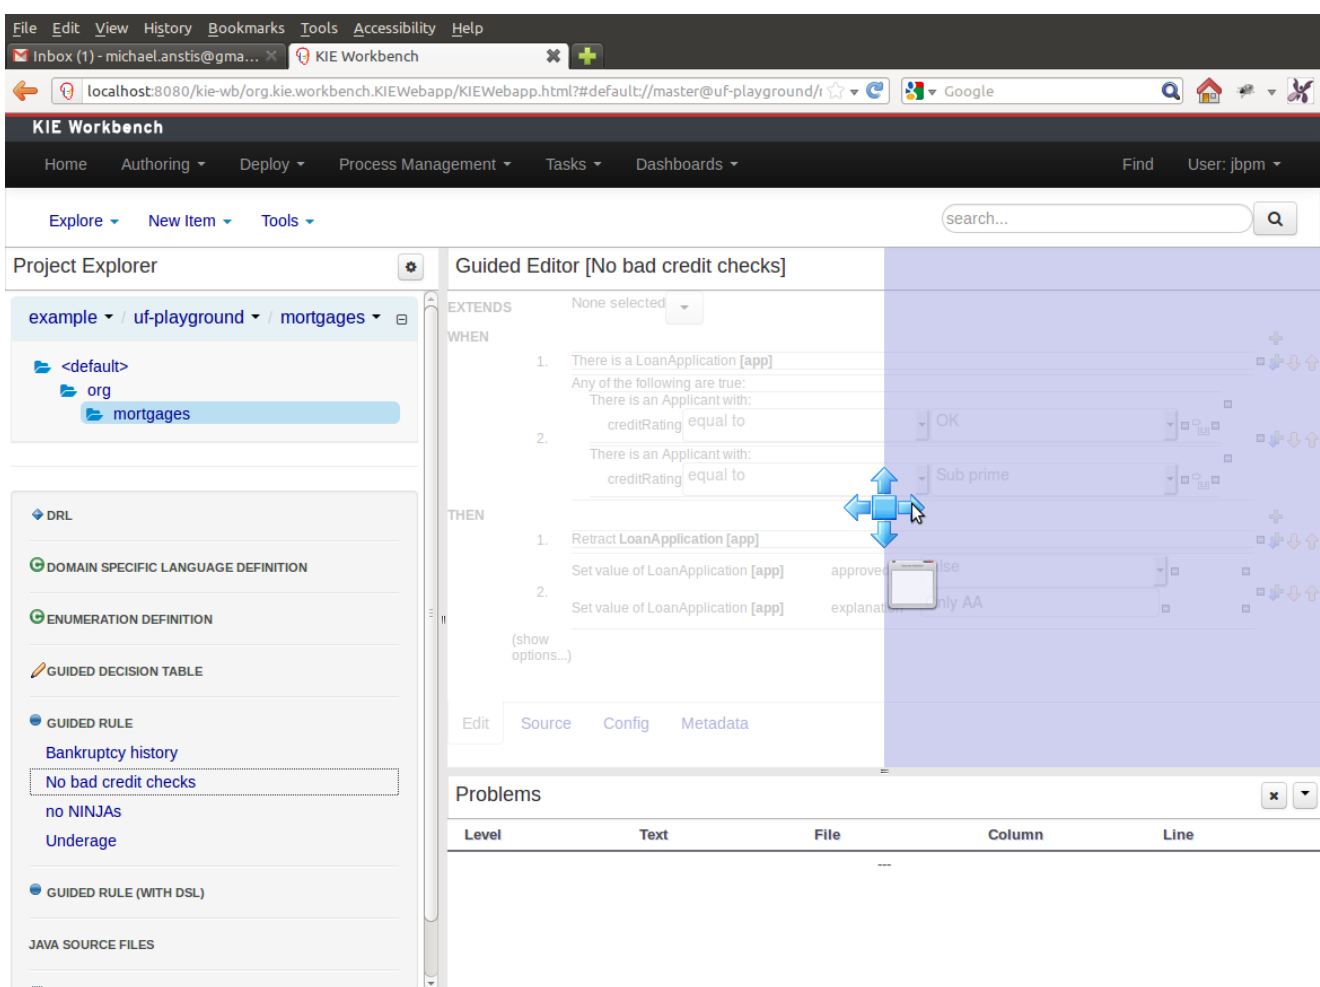 File Edit View History Bookmarks Tools Accessibility Help
Inbox (1) - michael.anstis@gma...
KIE Workbench
localhost:8080/kie-wb/org.kie.workbench.KIEWebapp/KIEWebapp.html?#default://master@uf-playground/
Google
KIE Workbench
Home Authoring Deploy Process Management Tasks Dashboards Find User: jbpm
Explore New Item Tools search...
Project Explorer
example / uf-playground / mortgages
<default>
org
mortgages
DRL
DOMAIN SPECIFIC LANGUAGE DEFINITION
ENUMERATION DEFINITION
GUIDED DECISION TABLE
GUIDED RULE
Bankruptcy history
No bad credit checks
no NINJAs
Underage
GUIDED RULE (WITH DSL)
JAVA SOURCE FILES
Guided Editor [No bad credit checks]
EXTENDS None selected
WHEN
1. There is a LoanApplication [app]
Any of the following are true:
There is an Applicant with:
creditRating equal to OK
2.
There is an Applicant with:
creditRating equal to Sub prime
THEN
1. Retract LoanApplication [app]
Set value of LoanApplication [app] approved
2.
Set value of LoanApplication [app] explanation Only AA
(show
options...)
Edit Source Config Metadata
Problems
Level Text File Column Line
---